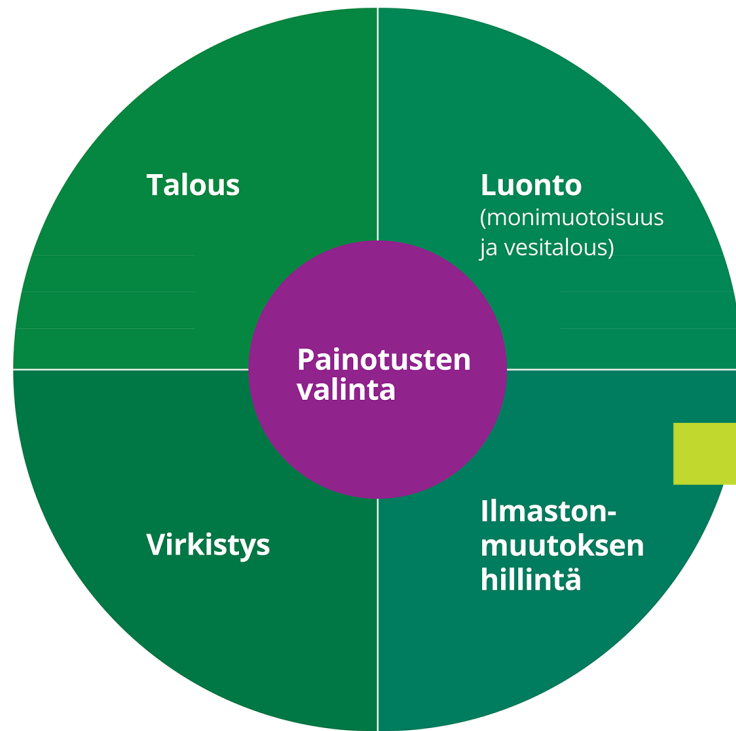 Talous
Luonto
(monimuotoisuus
ja vesitalous)
Painotusten
valinta
Virkistys
Ilmaston-
muutoksen
hillintä